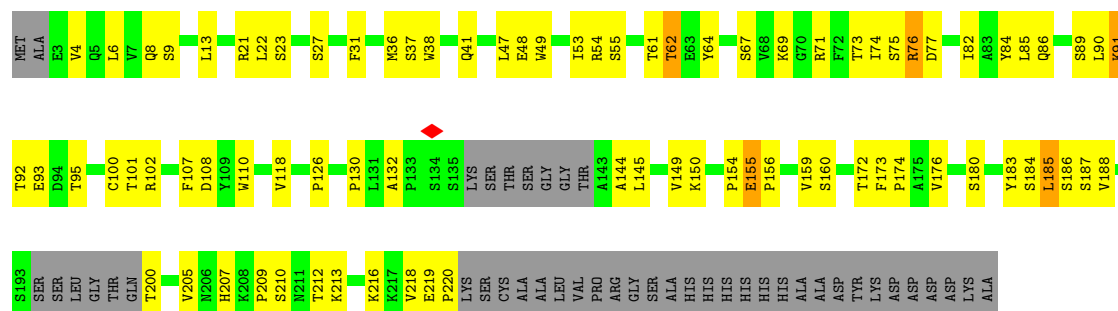 MET ALA E3 V4 Q5 L6 V7 Q8 S9 L13 R21 L22 S23 S27 F31 M36 S37 W38 Q41 L47 E48 W49 I53 R54 S55 T61 T62 E63 Y64 S67 V68 K69 G70 R71 F72 T73 I74 S75 R76 D77 I82 A83 Y84 L85 Q86 S89 L90 K91
T92 E93 D94 T95 C100 T101 R102 F107 D108 Y109 W110 V118 P126 P130 L131 A132 P133 S134 S135 LYS SER THR SER GLY GLY THR A143 A144 L145 V149 K150 P154 E155 P156 V159 S160 T172 F173 P174 A175 V176 S180 Y183 S184 L185 S186 S187 V188
S193 SER SER LEU GLY THR GLN T200 V205 N206 H207 K208 P209 S210 N211 T212 K213 K216 K217 V218 E219 P220 LYS SER CYS ALA ALA LEU VAL PRO ARG GLY SER ALA HIS HIS HIS HIS HIS HIS ALA ALA ASP TYR LYS ASP ASP ASP ASP LYS ALA